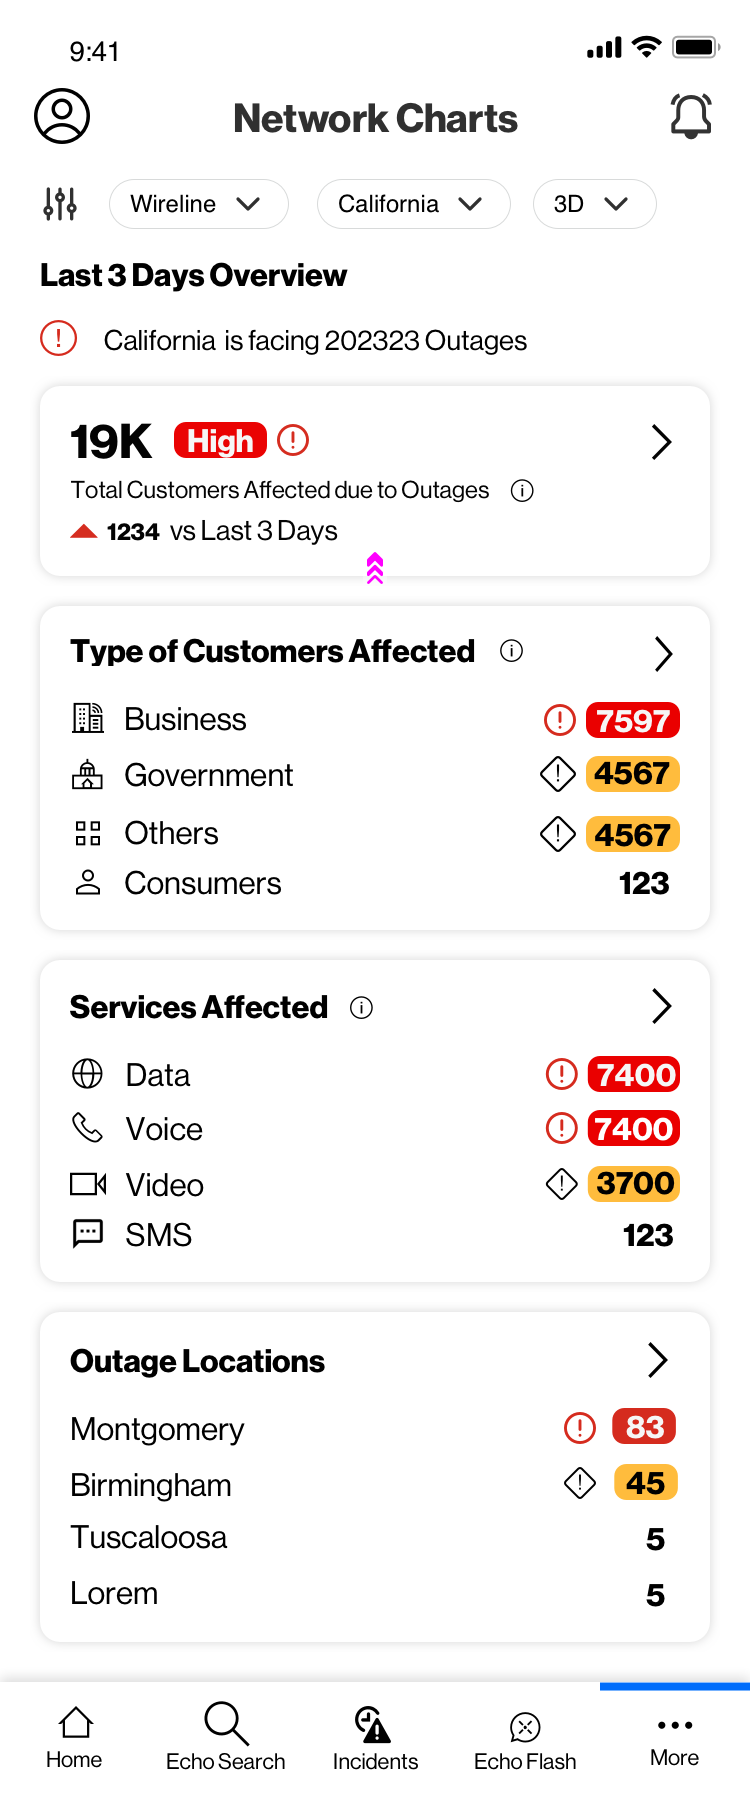 9:41
Network Charts
Wireline California 3D
Last 3 Days Overview
California is facing 202323 Outages
19K High
Total Customers Affected due to Outages
1234 vs Last 3 Days
Type of Customers Affected
Business 7597
Government 4567
Others 4567
Consumers 123
Services Affected
Data 7400
Voice 7400
Video 3700
SMS 123
Outage Locations
Montgomery 83
Birmingham 45
Tuscaloosa 5
Lorem 5
Home Echo Search Incidents Echo Flash More